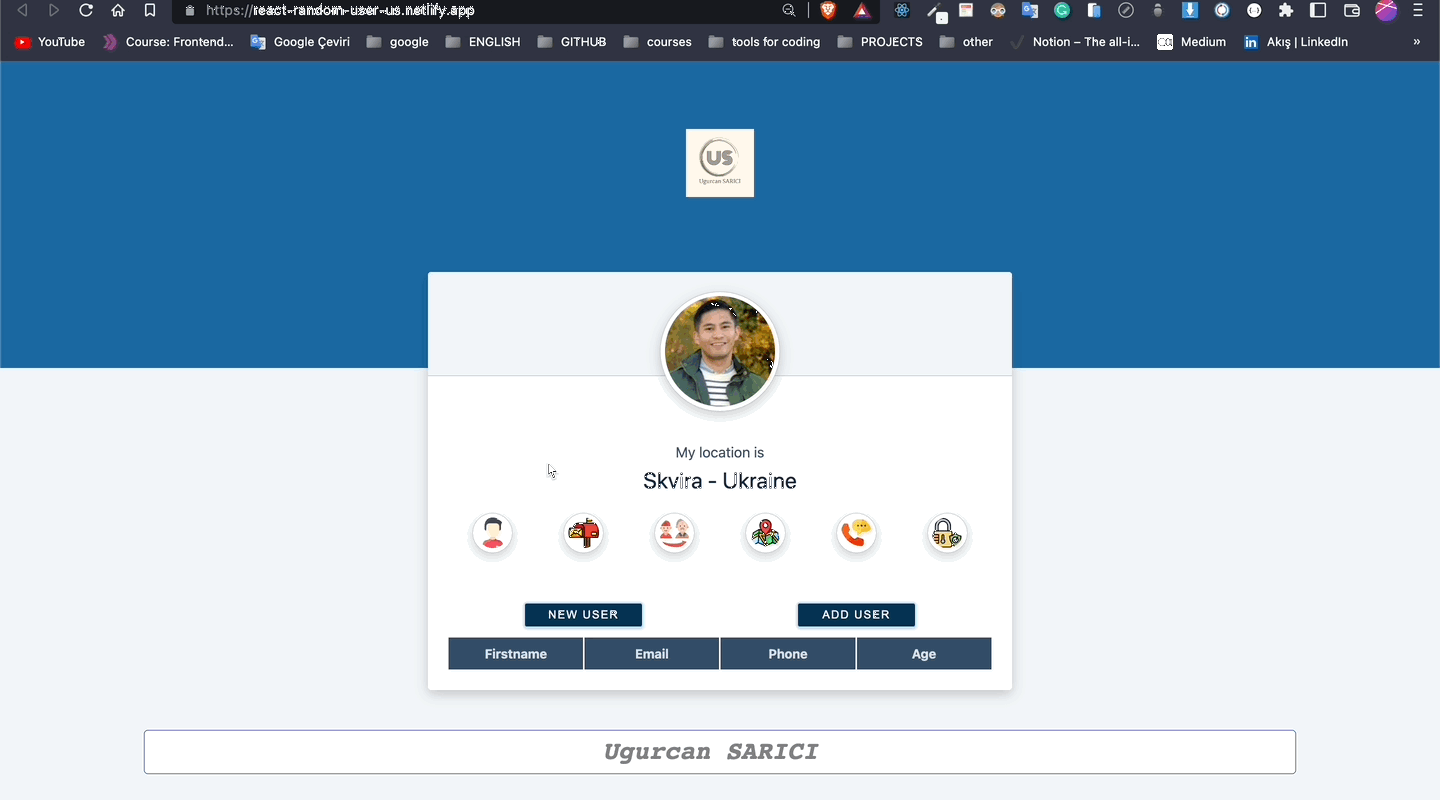 https://react-random-user-us.netlify.app
YouTube Course: Frontend... Google Çeviri google ENGLISH GITHUB courses tools for coding PROJECTS other Notion – The all-i... Medium Akış | LinkedIn »
US
Ugurcan SARICI
My location is
Skvira - Ukraine
NEW USER ADD USER
Firstname Email Phone Age
Ugurcan SARICI